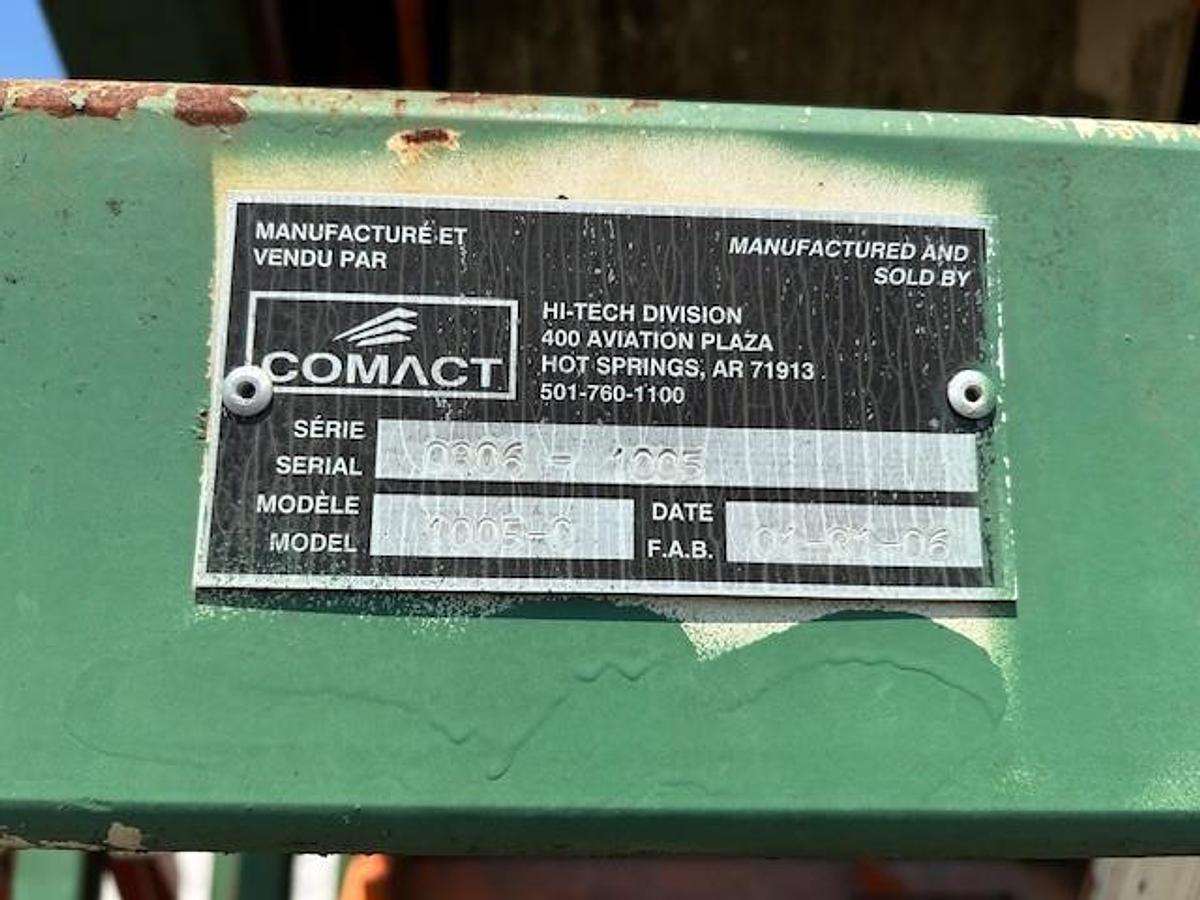 MANUFACTURÉ ET
VENDU PAR
MANUFACTURED AND
SOLD BY
COMACT
HI-TECH DIVISION
400 AVIATION PLAZA
HOT SPRINGS, AR 71913
501-760-1100
SÉRIE
SERIAL
0806 - 1005
MODÈLE
MODEL
DATE
F.A.B.